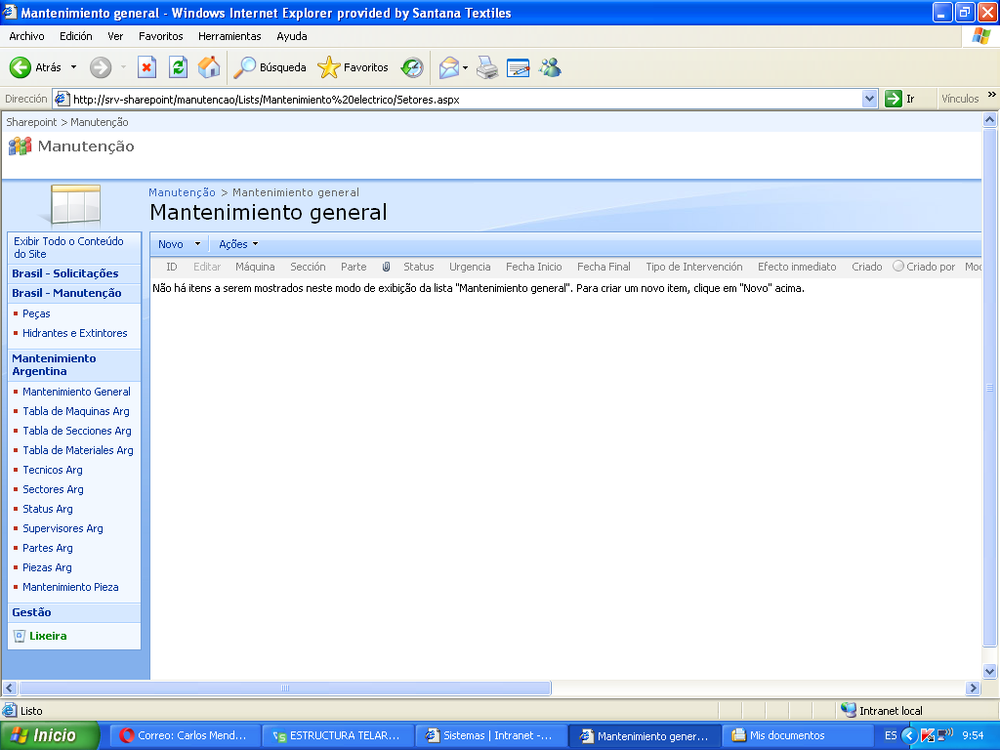 Mantenimiento general - Windows Internet Explorer provided by Santana Textiles
Archivo Edición Ver Favoritos Herramientas Ayuda
Atrás Búsqueda Favoritos
Dirección http://srv-sharepoint/manutencao/Lists/Mantenimiento%20electrico/Setores.aspx Ir Vínculos »
Sharepoint > Manutenção
Manutenção
Manutenção > Mantenimiento general
Mantenimiento general
Novo Ações
ID Editar Máquina Sección Parte Status Urgencia Fecha Inicio Fecha Final Tipo de Intervención Efecto inmediato Criado Criado por Moc
Não há itens a serem mostrados neste modo de exibição da lista "Mantenimiento general". Para criar um novo item, clique em "Novo" acima.
Exibir Todo o Conteúdo
do Site
Brasil - Solicitações
Brasil - Manutenção
Peças
Hidrantes e Extintores
Mantenimiento
Argentina
Mantenimiento General
Tabla de Maquinas Arg
Tabla de Secciones Arg
Tabla de Materiales Arg
Tecnicos Arg
Sectores Arg
Status Arg
Supervisores Arg
Partes Arg
Piezas Arg
Mantenimiento Pieza
Gestão
Lixeira
Listo Intranet local
Inicio Correo: Carlos Mend... ESTRUCTURA TELAR... Sistemas | Intranet -... Mantenimiento gener... Mis documentos ES 9:54